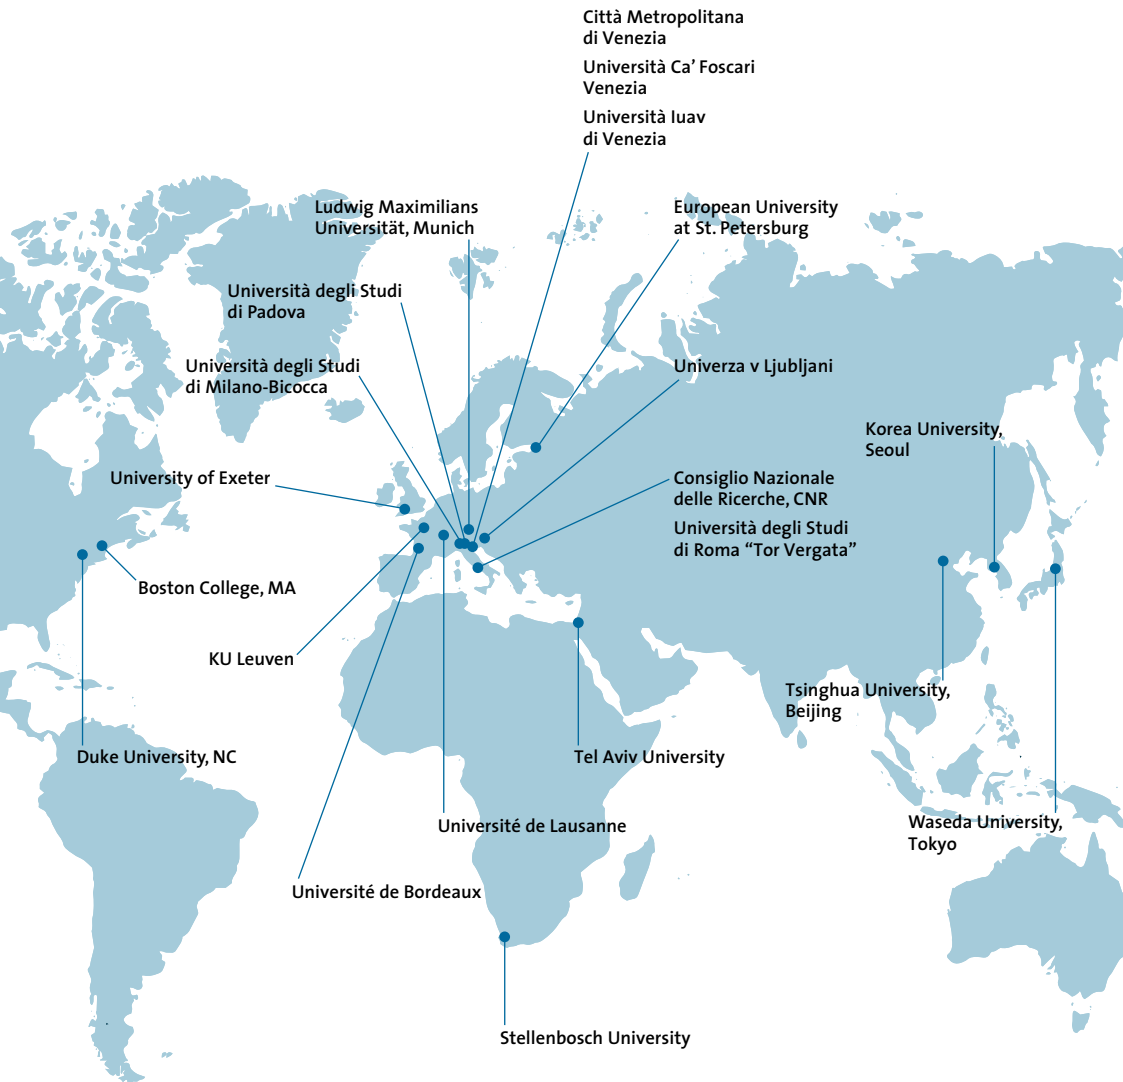 Città Metropolitana
di Venezia
Università Ca’ Foscari
Venezia
Università Iuav
di Venezia
Ludwig Maximilians
Universität, Munich
European University
at St. Petersburg
Università degli Studi
di Padova
Università degli Studi
di Milano-Bicocca
Univerza v Ljubljani
Korea University,
Seoul
University of Exeter
Consiglio Nazionale
delle Ricerche, CNR
Università degli Studi
di Roma “Tor Vergata”
Boston College, MA
KU Leuven
Tsinghua University,
Beijing
Duke University, NC
Tel Aviv University
Université de Lausanne
Waseda University,
Tokyo
Université de Bordeaux
Stellenbosch University